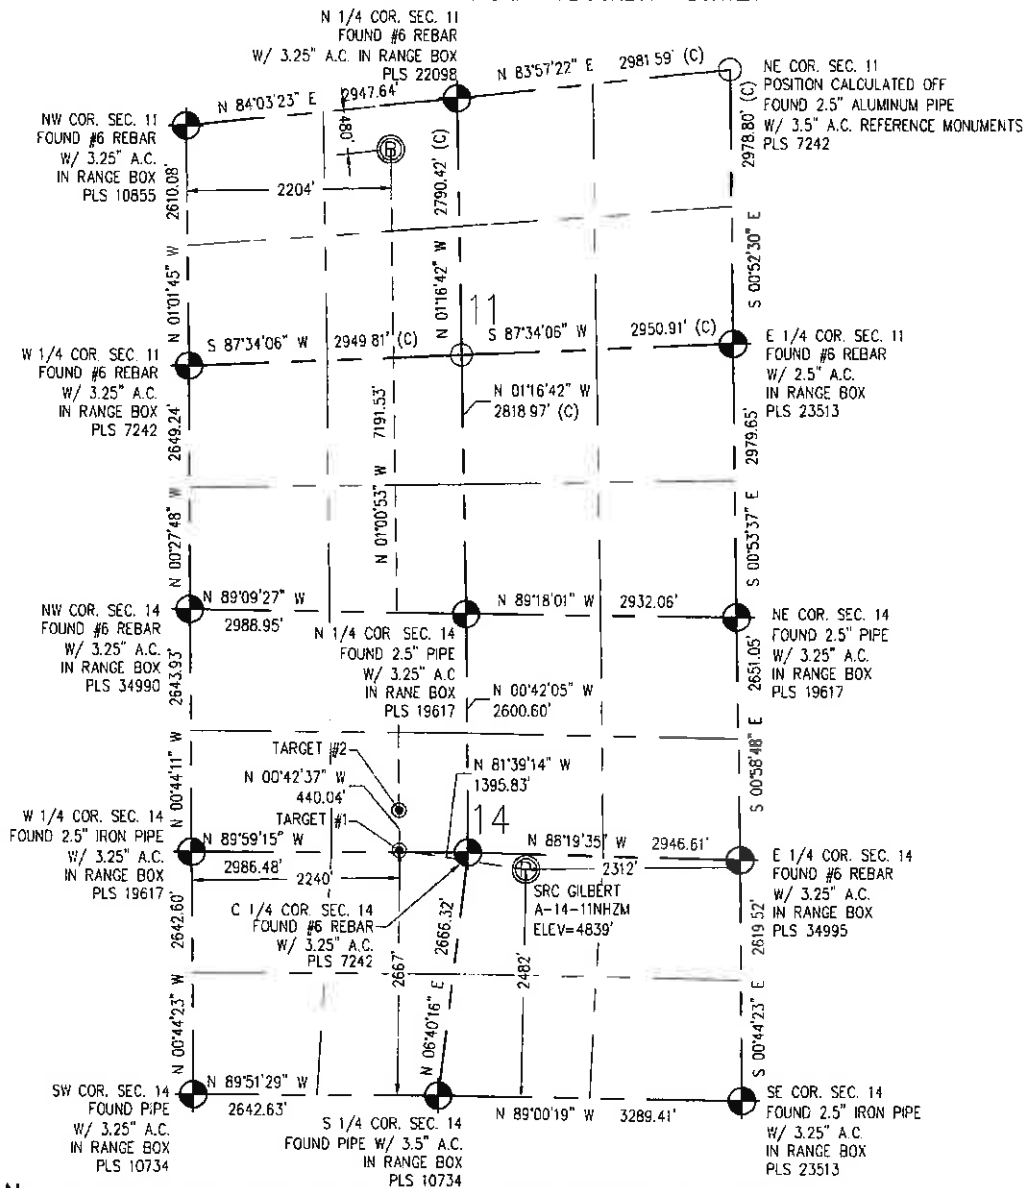 N 1/4 COR. SEC. 11
FOUND #6 REBAR
W/ 3.25" A.C. IN RANGE BOX
PLS 22098
N 83°57'22" E 2981.59' (C)
NE COR. SEC. 11
POSITION CALCULATED OFF
FOUND 2.5" ALUMINUM PIPE
W/ 3.5" A.C. REFERENCE MONUMENTS
PLS 7242
N 84°03'23" E
2947.64'
NW COR. SEC. 11
FOUND #6 REBAR
W/ 3.25" A.C.
IN RANGE BOX
PLS 10855
480'
2204'
2790.42' (C)
2978.80' (C)
2610.08'
N 01°01'45" W
N 01°16'42" W
S 00°52'30" E
11
W 1/4 COR. SEC. 11
FOUND #6 REBAR
W/ 3.25" A.C.
IN RANGE BOX
PLS 7242
S 87°34'06" W
2949.81' (C)
S 87°34'06" W
2950.91' (C)
E 1/4 COR. SEC. 11
FOUND #6 REBAR
W/ 2.5" A.C.
IN RANGE BOX
PLS 23513
N 01°16'42" W
2818.97' (C)
7191.53'
N 01°00'53" W
2649.24'
N 00°27'48" W
2979.65'
S 00°53'37" E
NW COR. SEC. 14
FOUND #6 REBAR
W/ 3.25" A.C.
IN RANGE BOX
PLS 34990
N 89°09'27" W
2988.95'
N 1/4 COR. SEC. 14
FOUND 2.5" PIPE
W/ 3.25" A.C
IN RANE BOX
PLS 19617
N 89°18'01" W
2932.06'
NE COR. SEC. 14
FOUND 2.5" PIPE
W/ 3.25" A.C.
IN RANGE BOX
PLS 19617
N 00°42'05" W
2600.60'
2643.93'
N 00°44'11" W
2651.05'
S 00°58'48" E
TARGET #2
N 00°42'37" W
440.04'
TARGET #1
N 81°39'14" W
1395.83'
14
W 1/4 COR. SEC. 14
FOUND 2.5" IRON PIPE
W/ 3.25" A.C.
IN RANGE BOX
PLS 19617
N 89°59'15" W
2986.48'
2240'
N 88°19'35" W
2946.61'
2312'
E 1/4 COR. SEC. 14
FOUND #6 REBAR
W/ 3.25" A.C.
IN RANGE BOX
PLS 34995
SRC GILBERT
A-14-11NHZM
ELEV=4839'
C 1/4 COR. SEC. 14
FOUND #6 REBAR
W/ 3.25" A.C.
PLS 7242
2642.60'
N 00°44'23" W
2667'
2666.32'
N 06°40'16" E
2482'
2619.52'
S 00°44'23" E
SW COR. SEC. 14
FOUND PIPE
W/ 3.25" A.C.
IN RANGE BOX
PLS 10734
N 89°51'29" W
2642.63'
S 1/4 COR. SEC. 14
FOUND PIPE W/ 3.5" A.C.
IN RANGE BOX
PLS 10734
N 89°00'19" W
3289.41'
SE COR. SEC. 14
FOUND 2.5" IRON PIPE
W/ 3.25" A.C.
IN RANGE BOX
PLS 23513